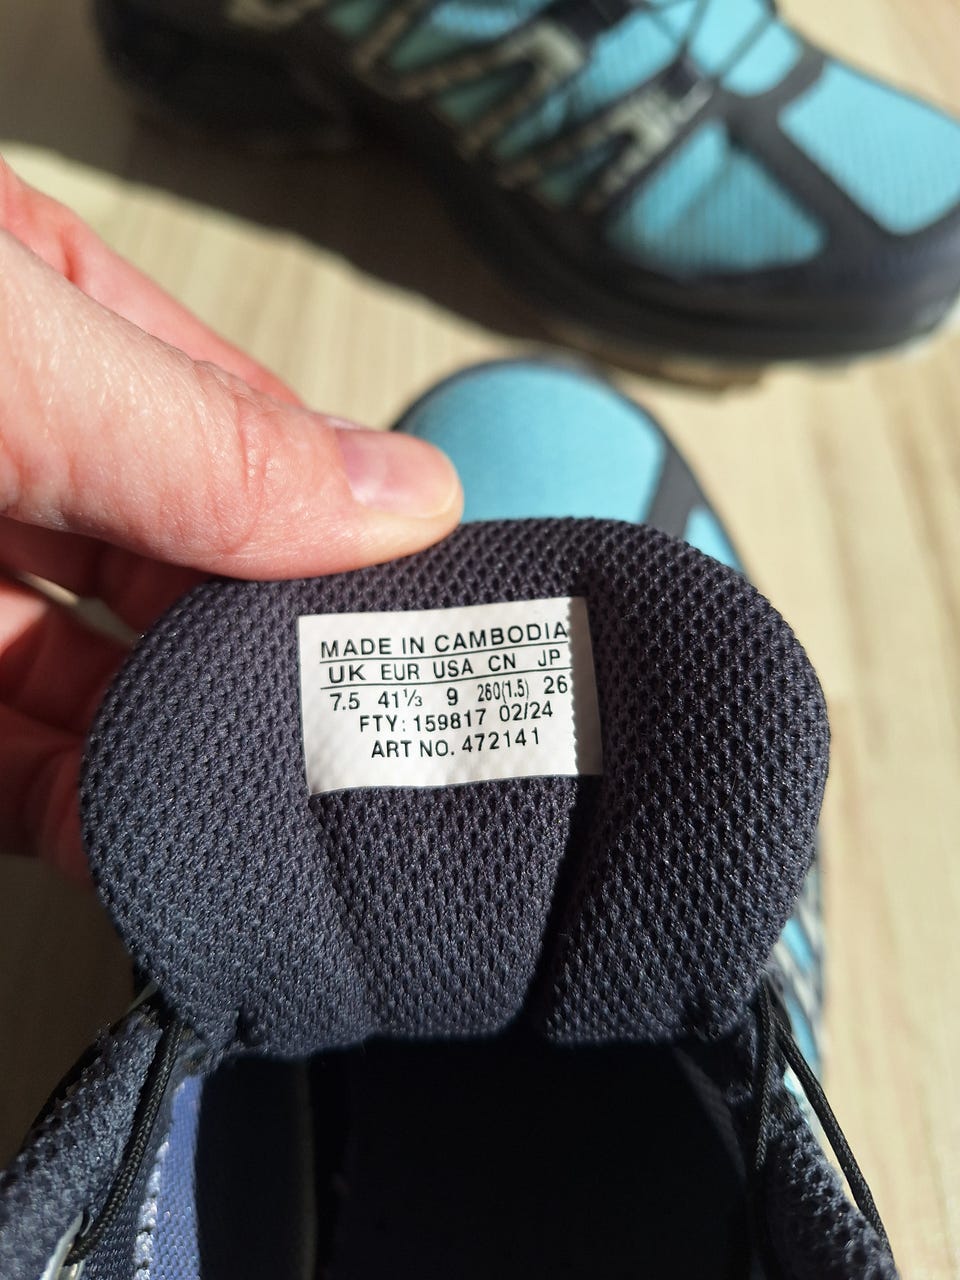 MADE IN CAMBODIA
UK EUR USA CN JP
7.5 41⅓ 9 260(1.5) 26
FTY: 159817 02/24
ART NO. 472141